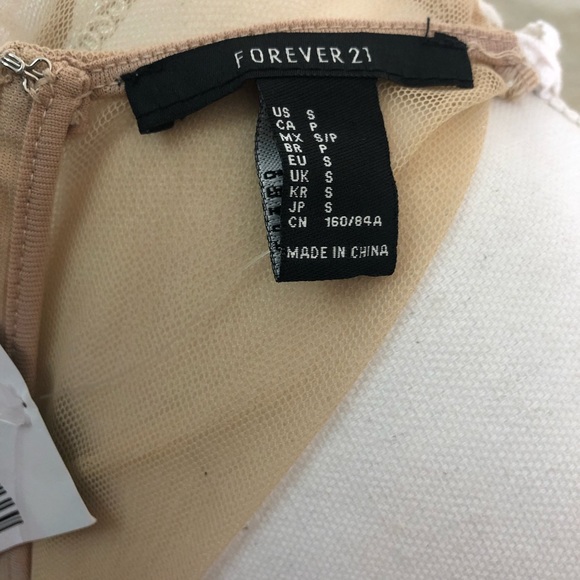 FOREVER 21
US S
CA P
MX S/P
BR P
EU S
UK S
KR S
JP S
CN 160/84A
MADE IN CHINA